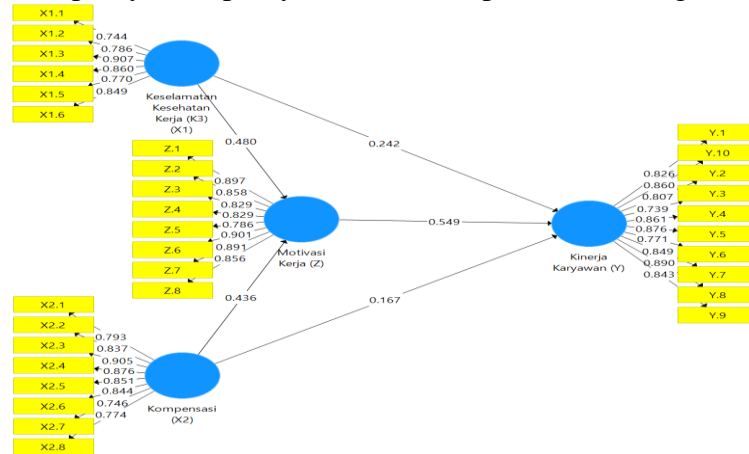 X1.1
X1.2
X1.3
X1.4
X1.5
X1.6
0.744
0.786
0.907
0.860
0.770
0.849
Keselamatan
Kesehatan
Kerja (K3)
(X1)
0.480
0.242
Z.1
Z.2
Z.3
Z.4
Z.5
Z.6
Z.7
Z.8
0.897
0.858
0.829
0.829
0.786
0.901
0.891
0.856
Motivasi
Kerja (Z)
0.549
0.436
0.167
X2.1
X2.2
X2.3
X2.4
X2.5
X2.6
X2.7
X2.8
0.793
0.837
0.905
0.876
0.851
0.844
0.746
0.774
Kompensasi
(X2)
Kinerja
Karyawan (Y)
0.826
0.860
0.807
0.739
0.861
0.876
0.771
0.849
0.890
0.843
Y.1
Y.10
Y.2
Y.3
Y.4
Y.5
Y.6
Y.7
Y.8
Y.9